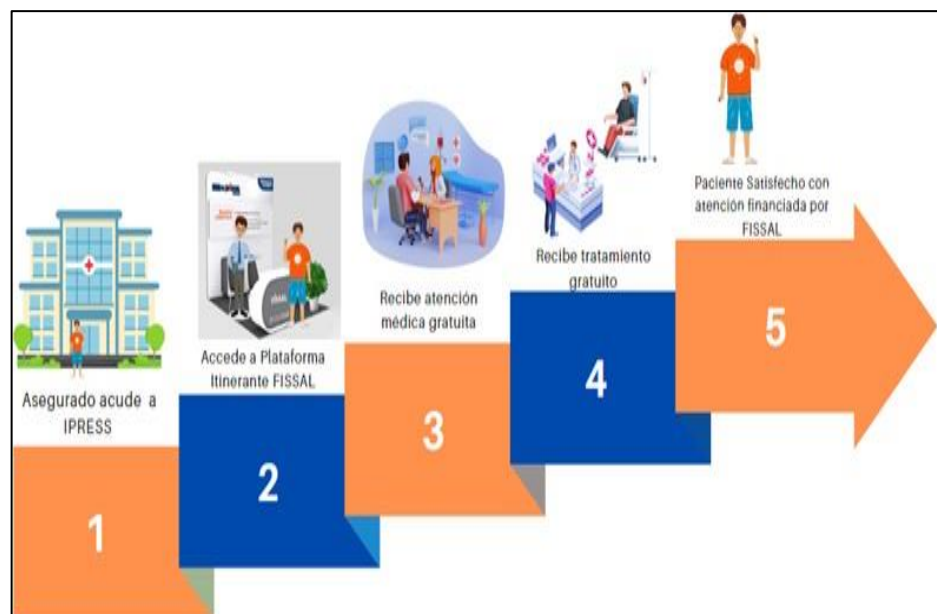 Asegurado acude a
IPRESS
1
Accede a Plataforma
Itinerante FISSAL
2
Recibe atención
médica gratuita
3
Recibe tratamiento
gratuito
4
Paciente Satisfecho con
atención financiada por
FISSAL
5